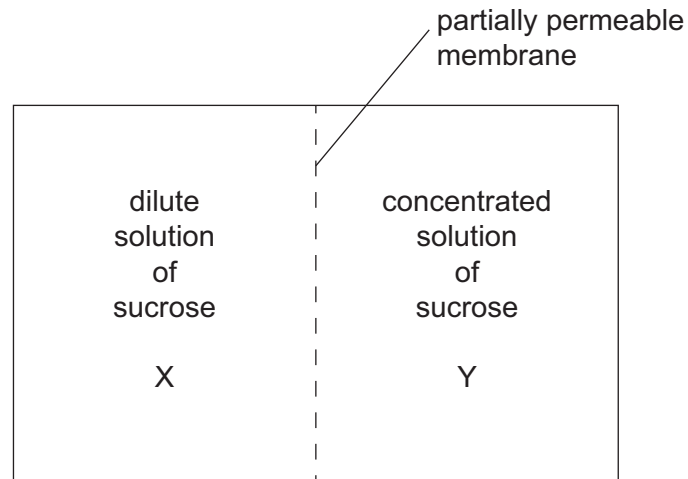 partially permeable
membrane
dilute
solution
of
sucrose
X
concentrated
solution
of
sucrose
Y